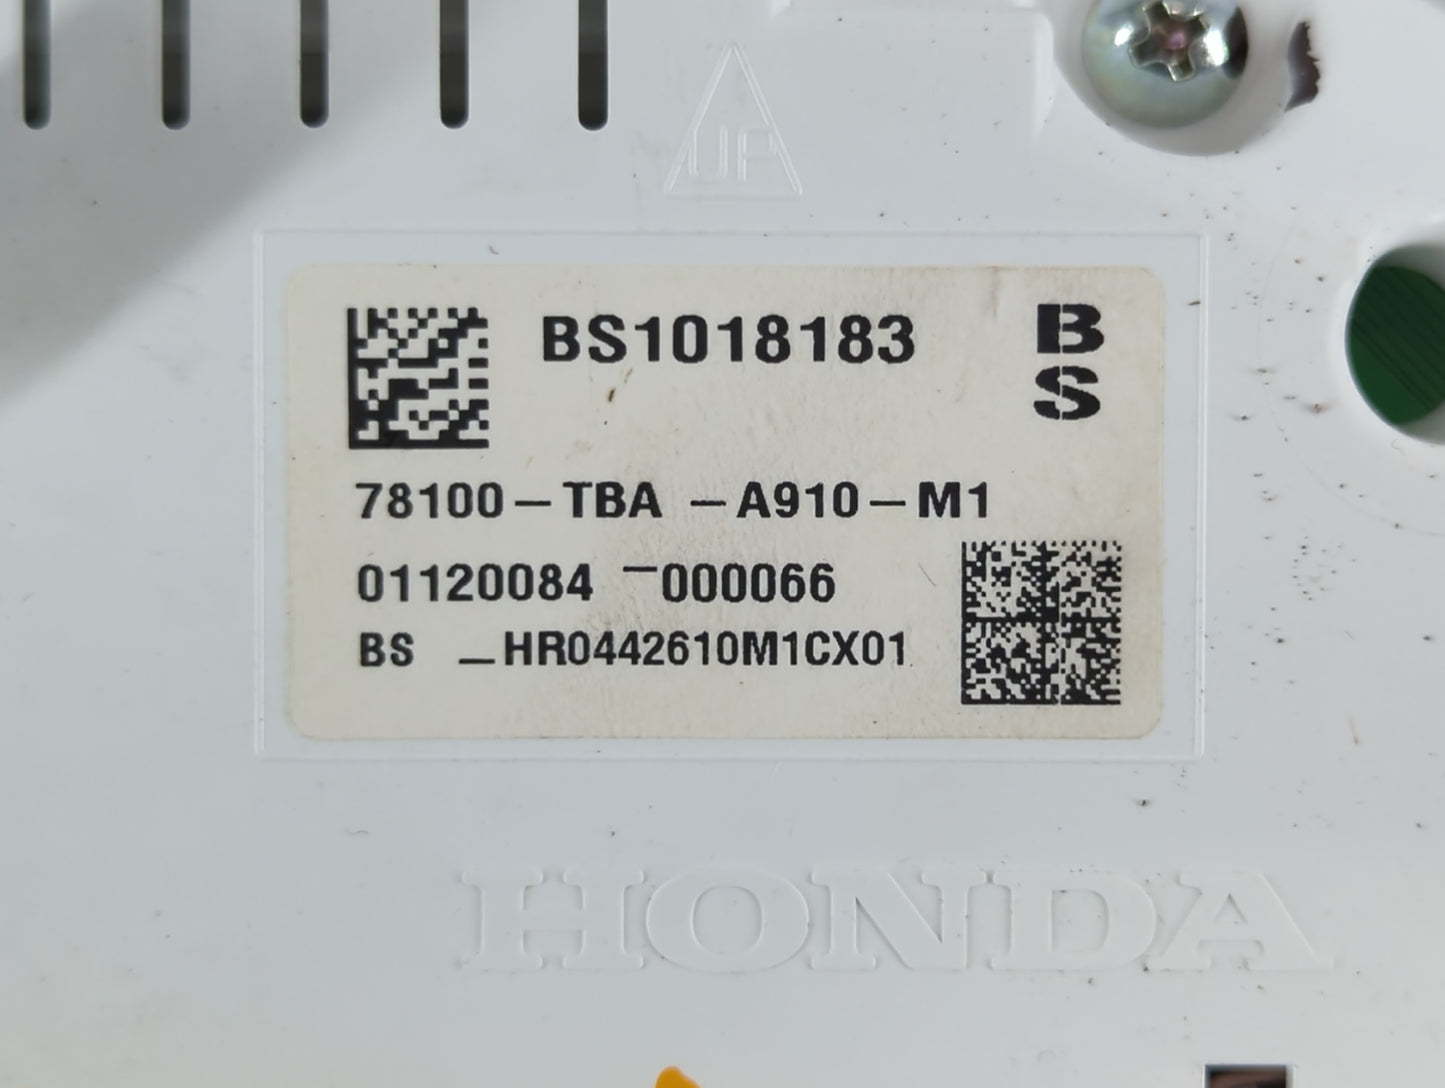 UP
BS1018183
B
S
78100-TBA -A910-M1
01120084 -000066
BS -HR0442610M1CX01
HONDA